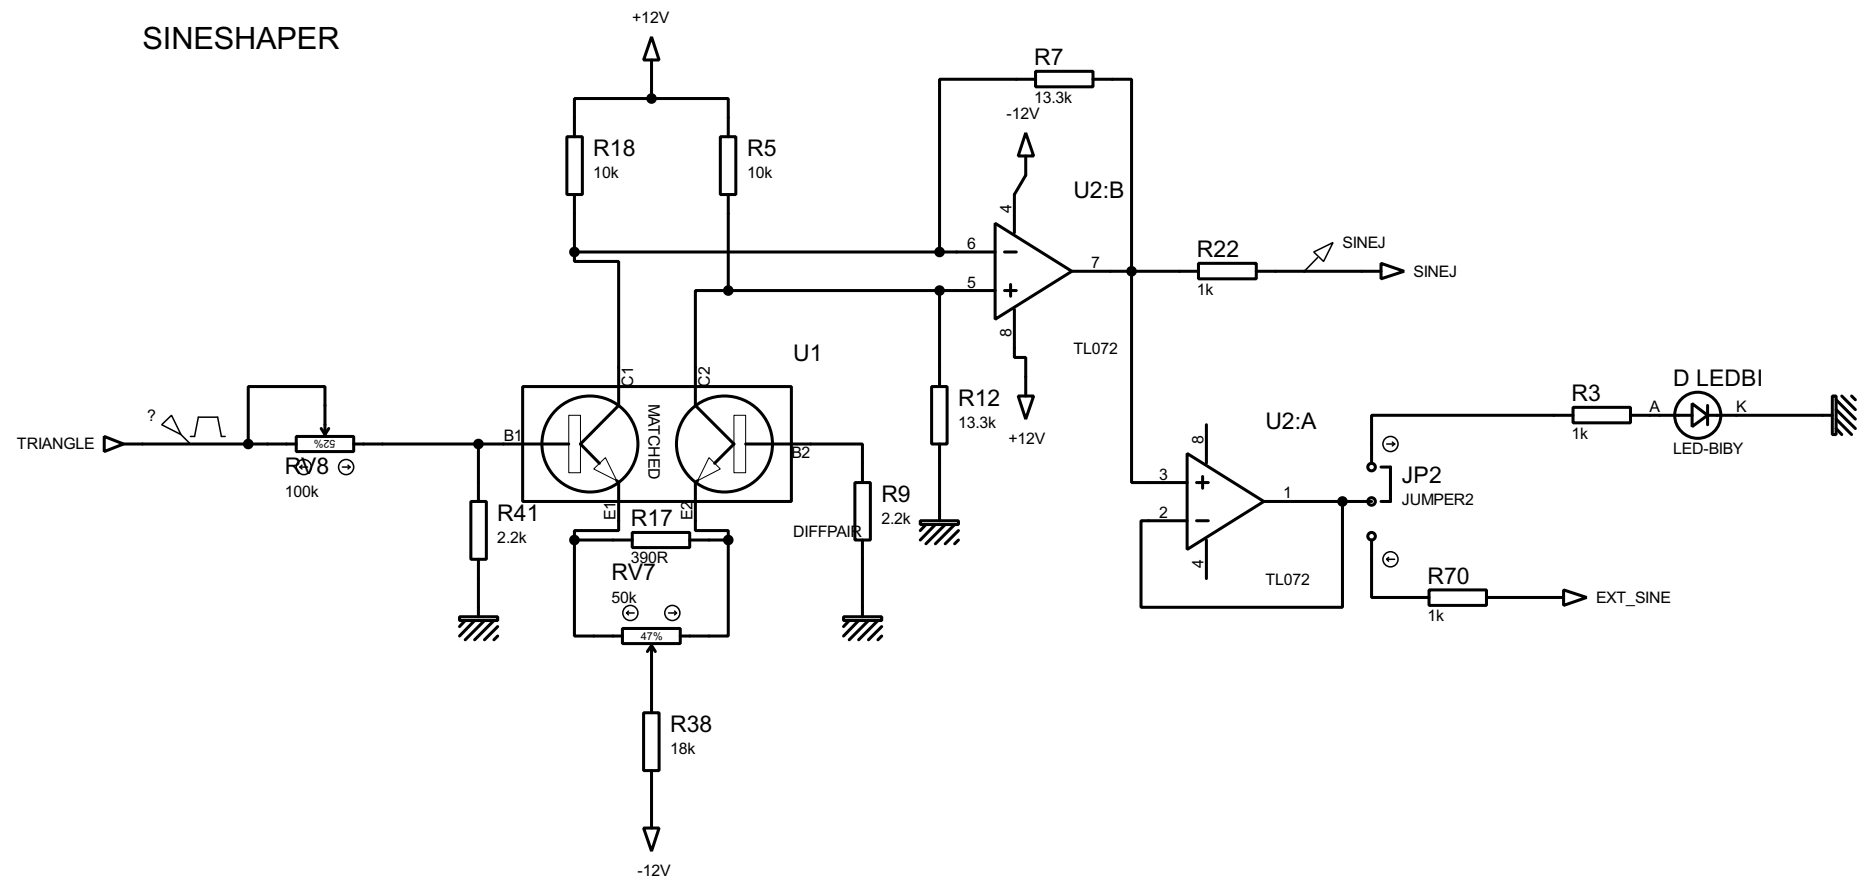 +12V
SINESHAPER
R7
13.3k
-12V
R18
10k
R5
10k
U2:B
4
6
7
5
8
R22
1k
SINEJ
SINEJ
TL072
+12V
U1
C1
C2
MATCHED
B1
B2
E1
E2
DIFFPAIR
?
TRIANGLE
52%
RV8
100k
R41
2.2k
R17
390R
RV7
50k
47%
R9
2.2k
R12
13.3k
R38
18k
-12V
U2:A
8
3
2
1
4
TL072
JP2
JUMPER2
R3
1k
D LEDBI
A
K
LED-BIBY
R70
1k
EXT_SINE